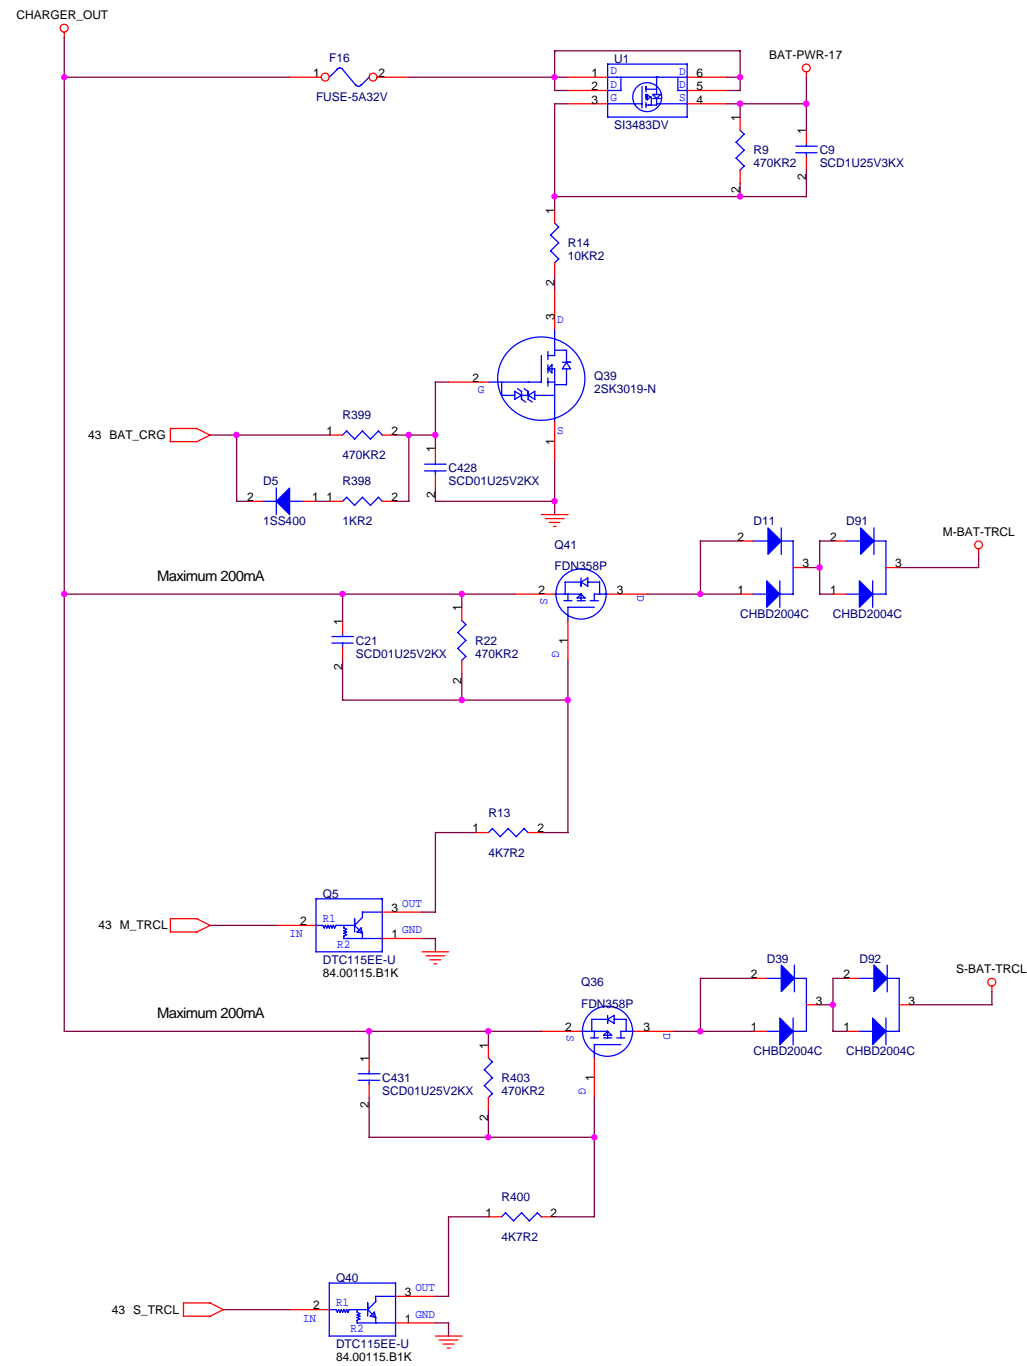 CHARGER_OUT
F16
1 2
FUSE-5A32V
U1
1 D D 6
2 D D 5
3 G S 4
SI3483DV
BAT-PWR-17
1
R9
470KR2
2
1
C9
SCD1U25V3KX
2
1
R14
10KR2
2
3 D
Q39
2SK3019-N
2
G
S
1
43 BAT_CRG
R399
1 2
470KR2
D5
2 1
1SS400
R398
1 2
1KR2
1
C428
SCD01U25V2KX
2
Maximum 200mA
Q41
FDN358P
2 3
S D
1
G
1
C21
SCD01U25V2KX
2
1
R22
470KR2
2
D11
2
1
3
CHBD2004C
D91
2
1
3
CHBD2004C
M-BAT-TRCL
R13
1 2
4K7R2
43 M_TRCL
Q5
2
IN
R1
R2
3 OUT
1 GND
DTC115EE-U
84.00115.B1K
Maximum 200mA
Q36
FDN358P
2 3
S D
1
G
1
C431
SCD01U25V2KX
2
1
R403
470KR2
2
D39
2
1
3
CHBD2004C
D92
2
1
3
CHBD2004C
S-BAT-TRCL
R400
1 2
4K7R2
43 S_TRCL
Q40
2
IN
R1
R2
3 OUT
1 GND
DTC115EE-U
84.00115.B1K